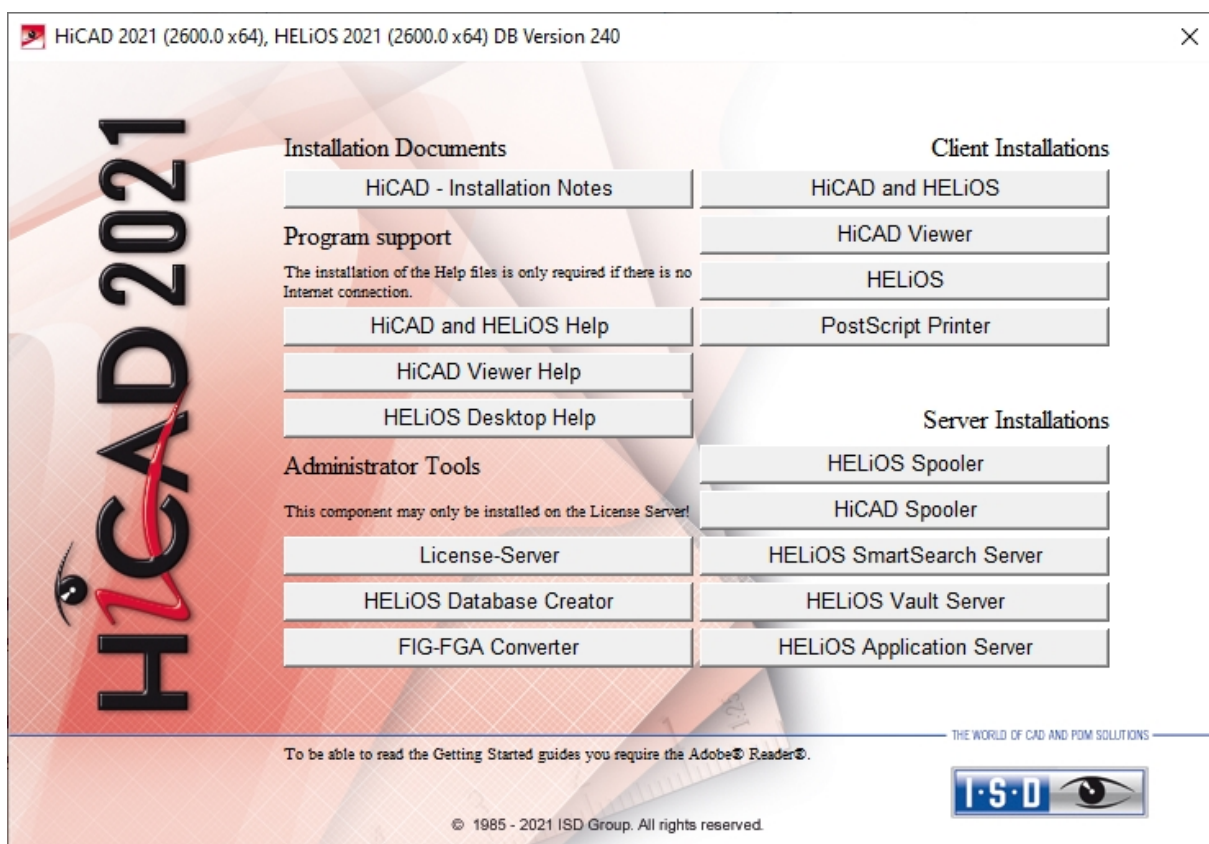 HiCAD 2021 (2600.0 x64), HELiOS 2021 (2600.0 x64) DB Version 240
HiCAD 2021
Installation Documents
HiCAD - Installation Notes
Program support
The installation of the Help files is only required if there is no
Internet connection.
HiCAD and HELiOS Help
HiCAD Viewer Help
HELiOS Desktop Help
Administrator Tools
This component may only be installed on the License Server!
License-Server
HELiOS Database Creator
FIG-FGA Converter
Client Installations
HiCAD and HELiOS
HiCAD Viewer
HELiOS
PostScript Printer
Server Installations
HELiOS Spooler
HiCAD Spooler
HELiOS SmartSearch Server
HELiOS Vault Server
HELiOS Application Server
THE WORLD OF CAD AND PDM SOLUTIONS
To be able to read the Getting Started guides you require the Adobe® Reader®.
I·S·D
© 1985 - 2021 ISD Group. All rights reserved.